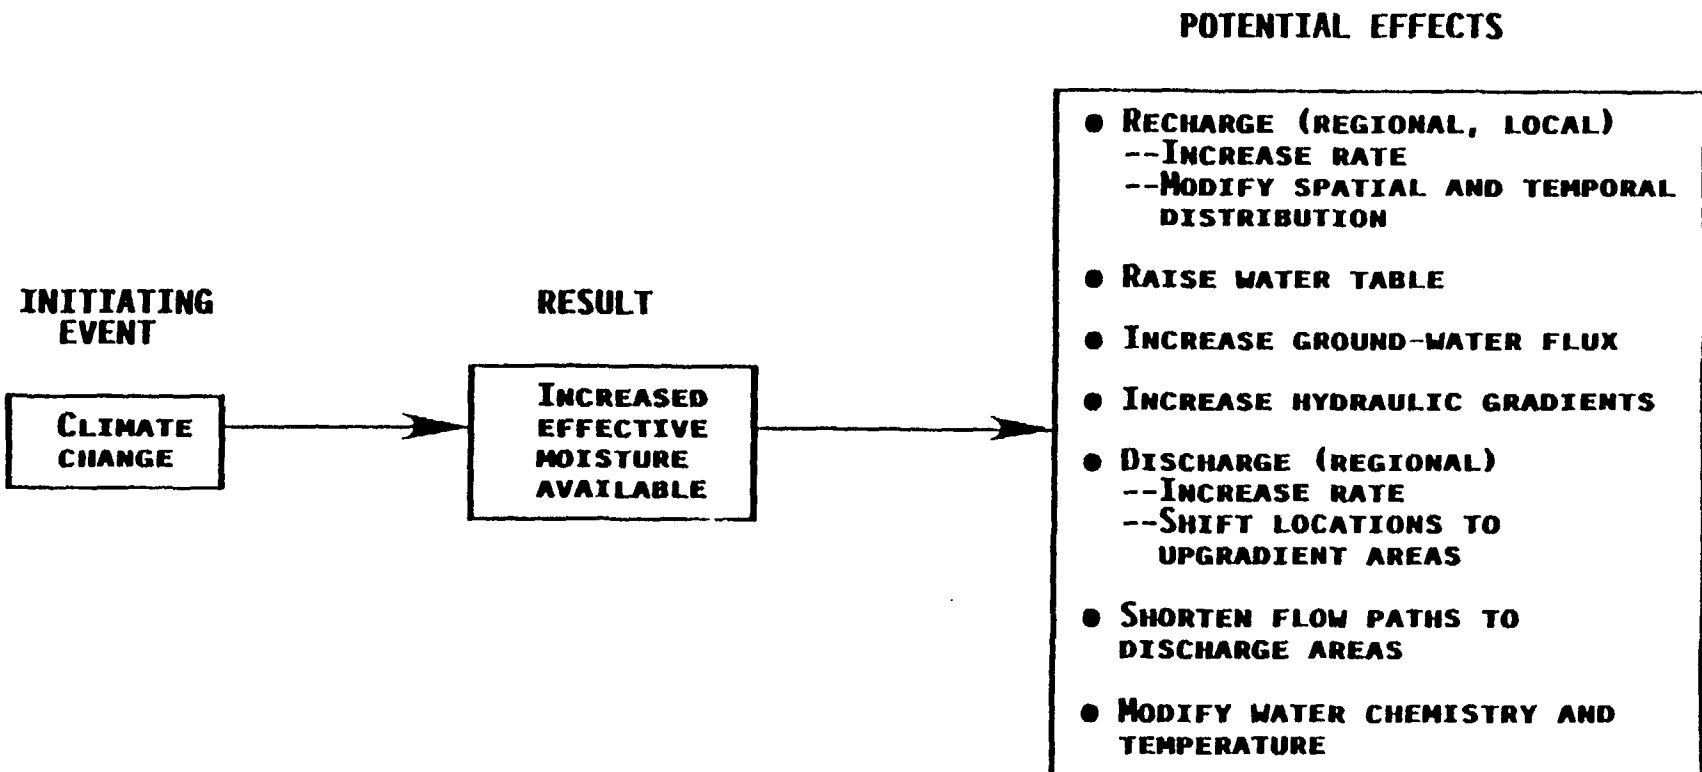 POTENTIAL EFFECTS
INITIATING
EVENT
CLIMATE
CHANGE
RESULT
INCREASED
EFFECTIVE
MOISTURE
AVAILABLE
● RECHARGE (REGIONAL, LOCAL)
--INCREASE RATE
--MODIFY SPATIAL AND TEMPORAL
DISTRIBUTION
● RAISE WATER TABLE
● INCREASE GROUND-WATER FLUX
● INCREASE HYDRAULIC GRADIENTS
● DISCHARGE (REGIONAL)
--INCREASE RATE
--SHIFT LOCATIONS TO
UPGRADIENT AREAS
● SHORTEN FLOW PATHS TO
DISCHARGE AREAS
● MODIFY WATER CHEMISTRY AND
TEMPERATURE